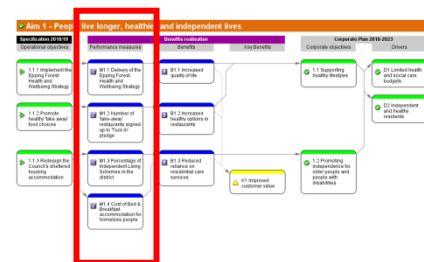 Aim 1 - People live longer, healthier and independent lives
Specification 2018/19
Benefits realisation
Corporate Plan 2018-2023
Operational objectives
Performance measures
Benefits
Key Benefits
Corporate objectives
Drivers
1.1.1 Implement the
Epping Forest
Health and
Wellbeing Strategy
M1.1 Delivery of the
Epping Forest
Health and
Wellbeing Strategy
B1.1 Increased
quality of life
1.1 Supporting
healthy lifestyles
D1 Limited health
and social care
budgets
1.1.2 Promote
healthy 'take away'
food choices
M1.2 Number of
'take-away'
restaurants signed
up to 'Tuck in'
pledge
B1.2 Increased
healthy options in
restaurants
D2 Independent
and healthy
residents
1.1.3 Redesign the
Council's sheltered
housing
accommodation
M1.3 Percentage of
Independent Living
Schemes in the
district
B1.3 Reduced
reliance on
residential care
services
K1 Improved
customer value
1.2 Promoting
independence for
older people and
people with
disabilities
M1.4 Cost of Bed &
Breakfast
accommodation for
homeless people